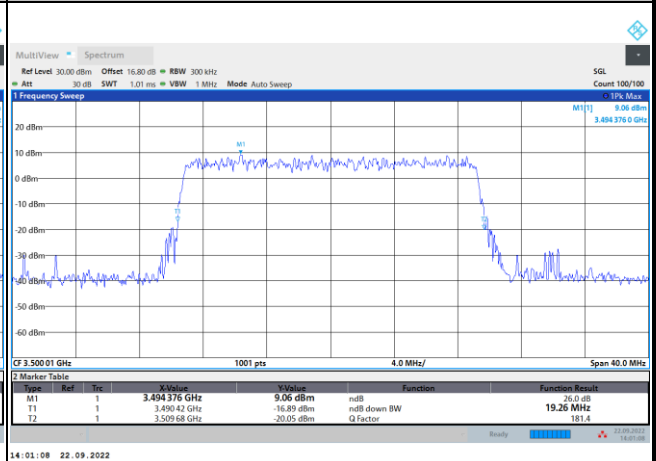 MultiView Spectrum
Ref Level 30.00 dBm Offset 16.80 dB RBW 300 kHz SGL
Att 30 dB SWT 1.01 ms VBW 1 MHz Mode Auto Sweep Count 100/100
1 Frequency Sweep 1Pk Max
M1[1] 9.06 dBm
3.494 376 0 GHz
20 dBm
M1
10 dBm
0 dBm
-10 dBm
T1
-20 dBm
-30 dBm
-40 dBm
-50 dBm
-60 dBm
CF 3.500 01 GHz 1001 pts 4.0 MHz/ Span 40.0 MHz
2 Marker Table
Type Ref Trc X-Value Y-Value Function Function Result
M1 1 3.494 376 GHz 9.06 dBm ndB 26.0 dB
T1 1 3.490 42 GHz -16.89 dBm ndB down BW 19.26 MHz
T2 1 3.509 68 GHz -20.05 dBm Q Factor 181.4
Ready 22.09.2022
14:01:08
14:01:08 22.09.2022